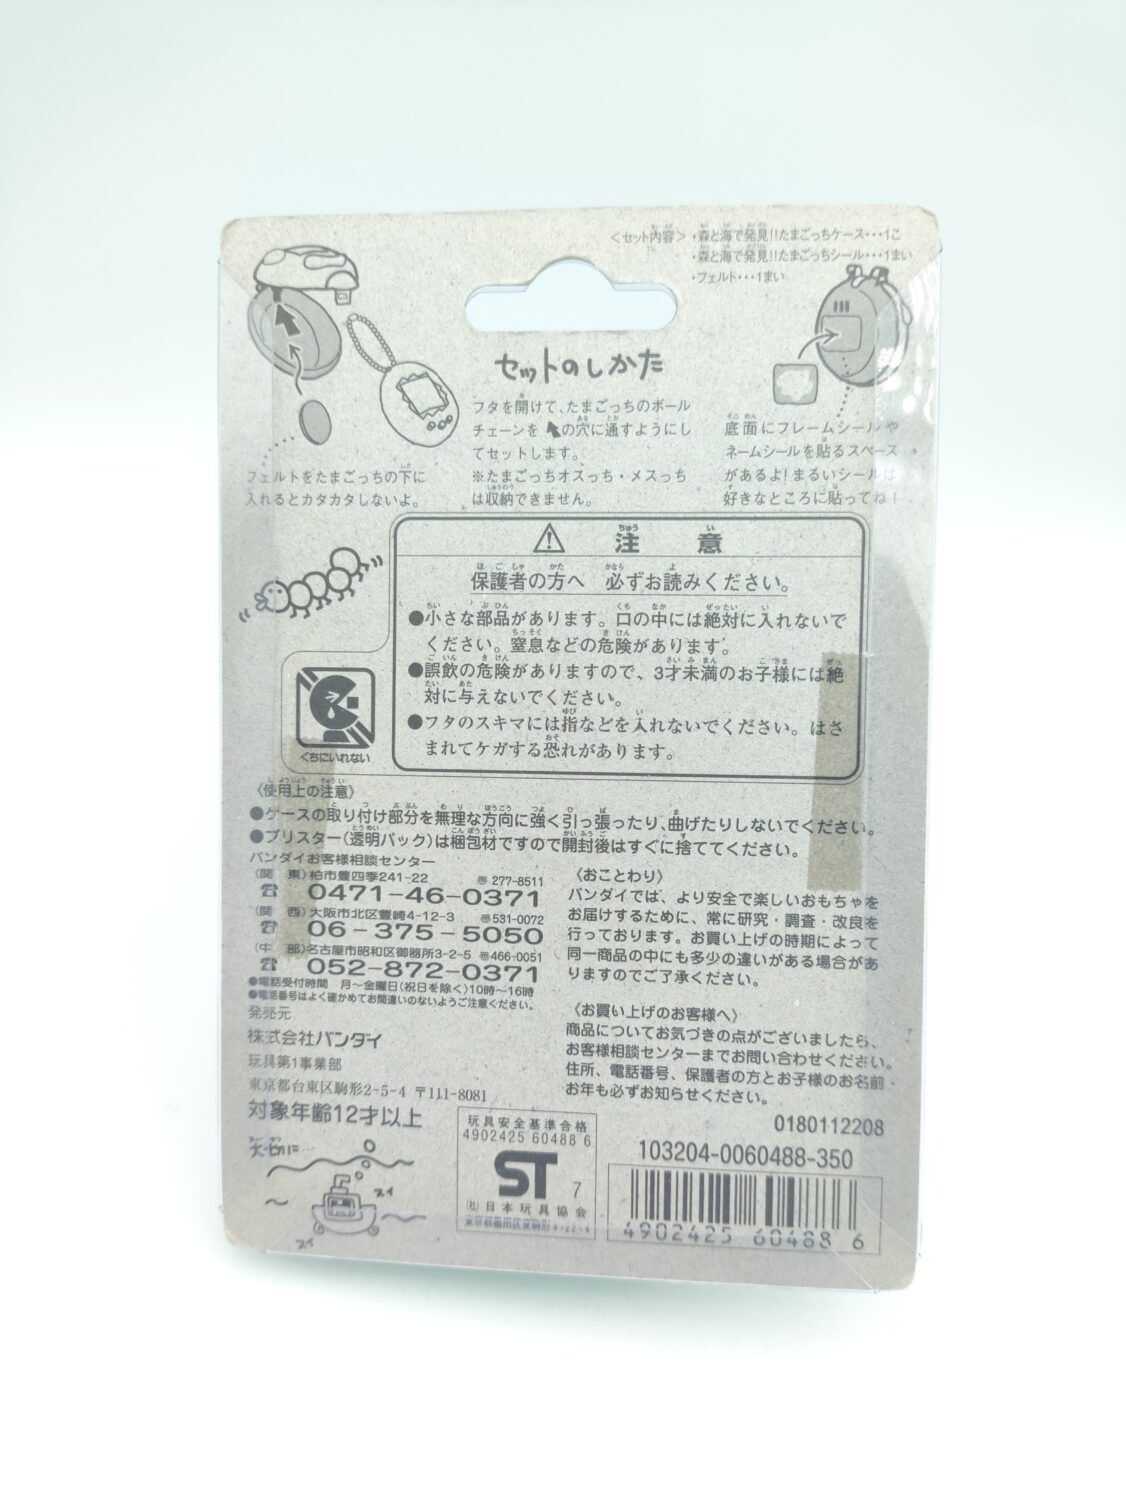 <セット内容>・森と海で発見!!たまごっちケース・・・1こ
・森と海で発見!!たまごっちシール・・・1まい
・フェルト・・・1まい
セットのしかた
フタを開けて、たまごっちのボール
チェーンを の穴に通すようにし
てセットします。
※たまごっちオスっち・メスっち
は収納できません。
底面にフレームシールや
ネームシールを貼るスペース
があるよ!まるいシールは
好きなところに貼ってね!
フェルトをたまごっちの下に
入れるとカタカタしないよ。
注 意
保護者の方へ 必ずお読みください。
●小さな部品があります。口の中には絶対に入れないで
ください。窒息などの危険があります。
●誤飲の危険がありますので、3才未満のお子様には絶
対に与えないでください。
●フタのスキマには指などを入れないでください。はさ
まれてケガする恐れがあります。
くちにいれない
〈使用上の注意〉
●ケースの取り付け部分を無理な方向に強く引っ張ったり、曲げたりしないでください。
●ブリスター(透明パック)は梱包材ですので開封後はすぐに捨ててください。
バンダイお客様相談センター
(関 東)柏市豊四季241-22 〠277-8511
☎ 0471-46-0371
(関 西)大阪市北区豊崎4-12-3 〠531-0072
☎ 06-375-5050
(中 部)名古屋市昭和区御器所3-2-5 〠466-0051
☎ 052-872-0371
●電話受付時間 月〜金曜日(祝日を除く)10時〜16時
●電話番号はよく確かめてお間違いのないようご注意ください。
発売元
株式会社バンダイ
玩具第1事業部
東京都台東区駒形2-5-4 〒111-8081
対象年齢12才以上
〈おことわり〉
バンダイでは、より安全で楽しいおもちゃを
お届けするために、常に研究・調査・改良を
行っております。お買い上げの時期によって
同一商品の中にも多少の違いがある場合があ
りますのでご了承ください。
〈お買い上げのお客様へ〉
商品についてお気づきの点がございましたら、
お客様相談センターまでお問い合わせください。
住所、電話番号、保護者の方とお子様のお名前・
お年も必ずお知らせください。
0180112208
103204-0060488-350
玩具安全基準合格
4902425 60488 6
ST 7
(社)日本玩具協会
東京都墨田区東駒形4-22-4
4902425 60488 6